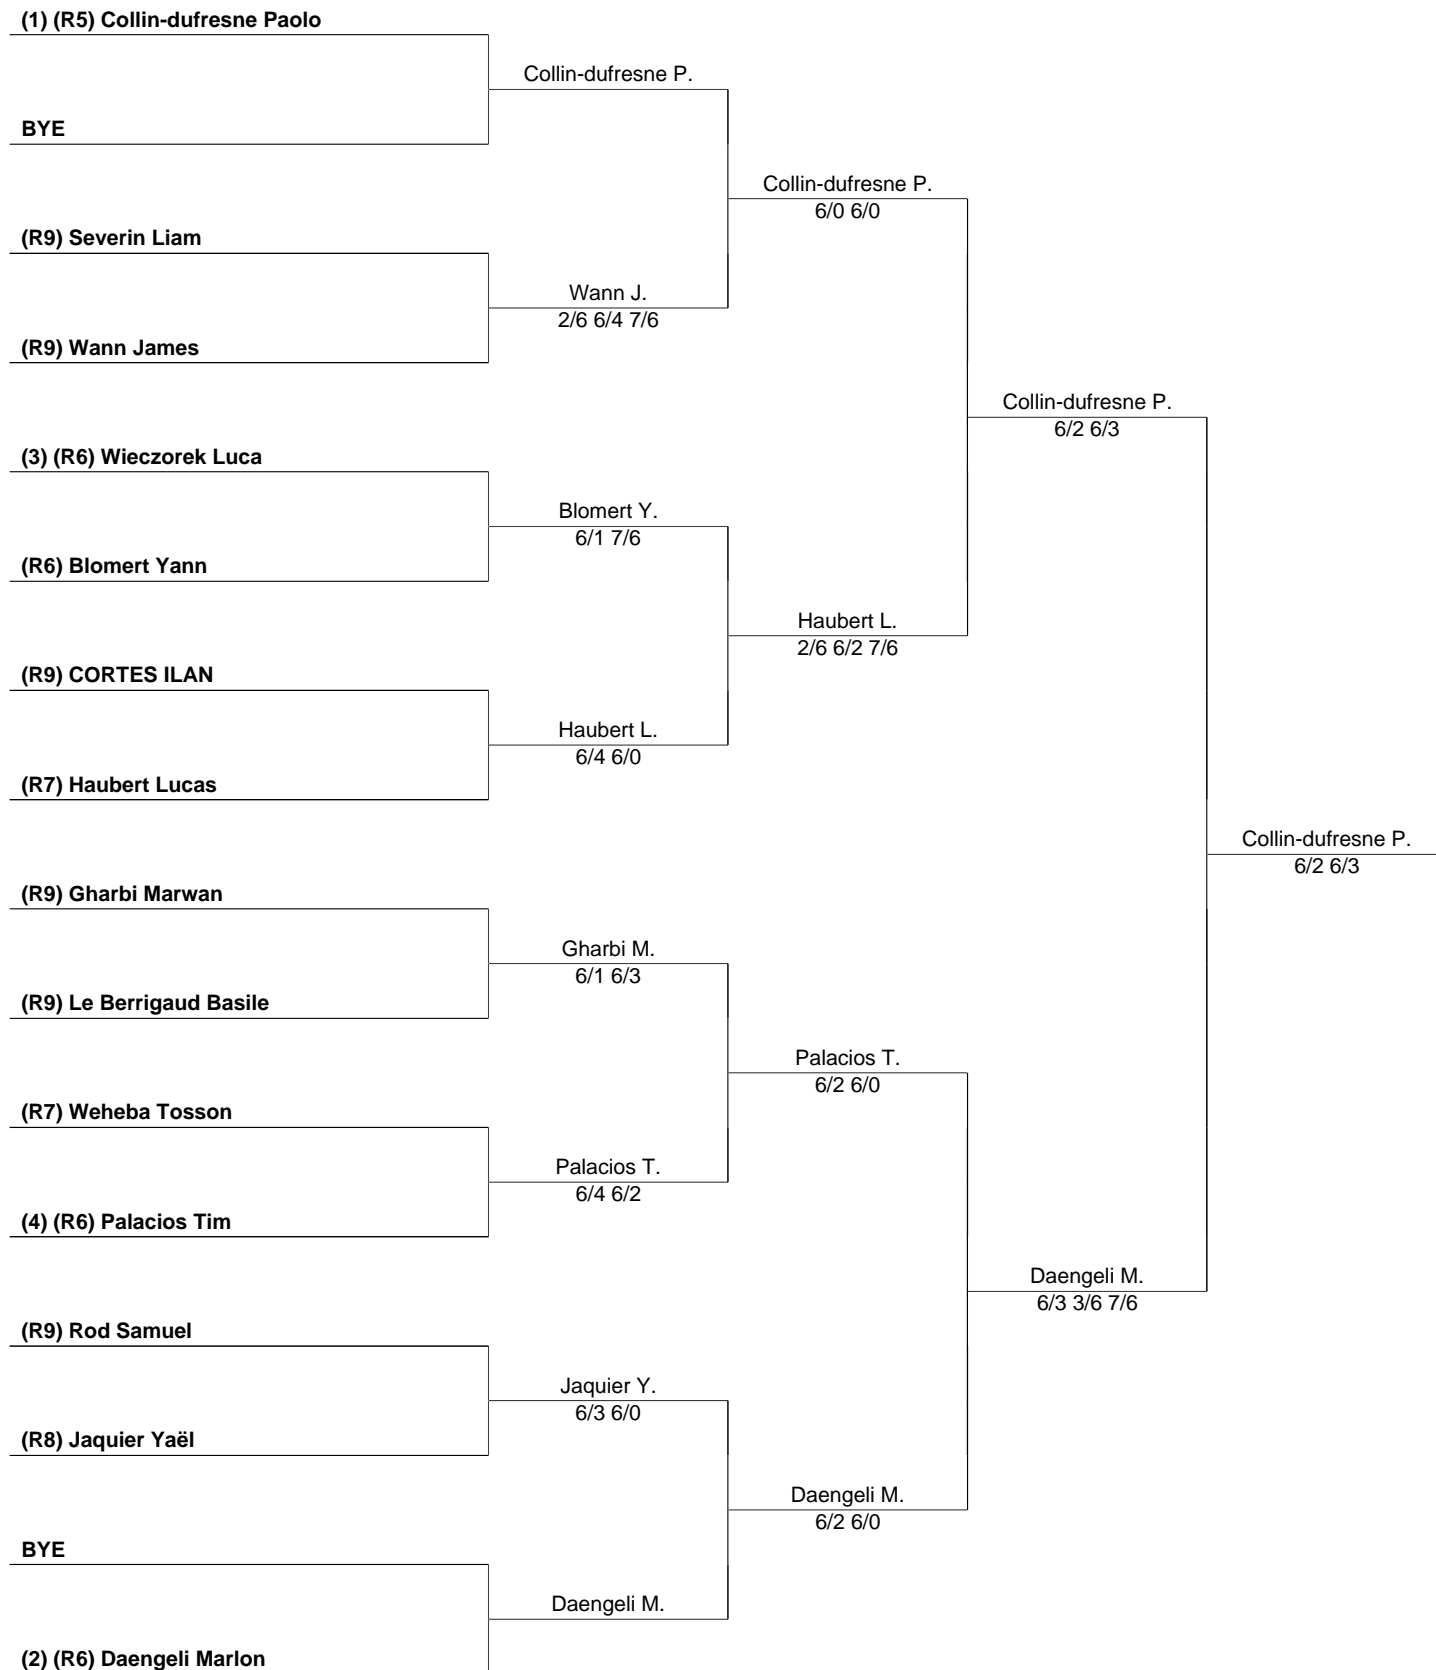 (1) (R5) Collin-dufresne Paolo
Collin-dufresne P.
BYE
Collin-dufresne P.
6/0 6/0
(R9) Severin Liam
Wann J.
2/6 6/4 7/6
(R9) Wann James
Collin-dufresne P.
6/2 6/3
(3) (R6) Wieczorek Luca
Blomert Y.
6/1 7/6
(R6) Blomert Yann
Haubert L.
2/6 6/2 7/6
(R9) CORTES ILAN
Haubert L.
6/4 6/0
(R7) Haubert Lucas
Collin-dufresne P.
6/2 6/3
(R9) Gharbi Marwan
Gharbi M.
6/1 6/3
(R9) Le Berrigaud Basile
Palacios T.
6/2 6/0
(R7) Weheba Tosson
Palacios T.
6/4 6/2
(4) (R6) Palacios Tim
Daengeli M.
6/3 3/6 7/6
(R9) Rod Samuel
Jaquier Y.
6/3 6/0
(R8) Jaquier Yaël
Daengeli M.
6/2 6/0
BYE
Daengeli M.
(2) (R6) Daengeli Marlon